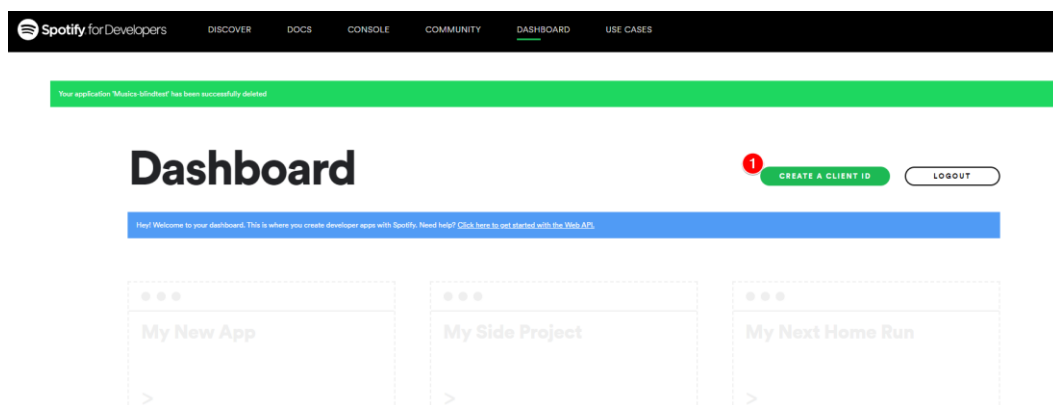 Spotify for Developers DISCOVER DOCS CONSOLE COMMUNITY DASHBOARD USE CASES
Your application 'Musics-blindtest' has been successfully deleted
Dashboard
1
CREATE A CLIENT ID
LOGOUT
Hey! Welcome to your dashboard. This is where you create developer apps with Spotify. Need help? Click here to get started with the Web API.
My New App
>
My Side Project
>
My Next Home Run
>